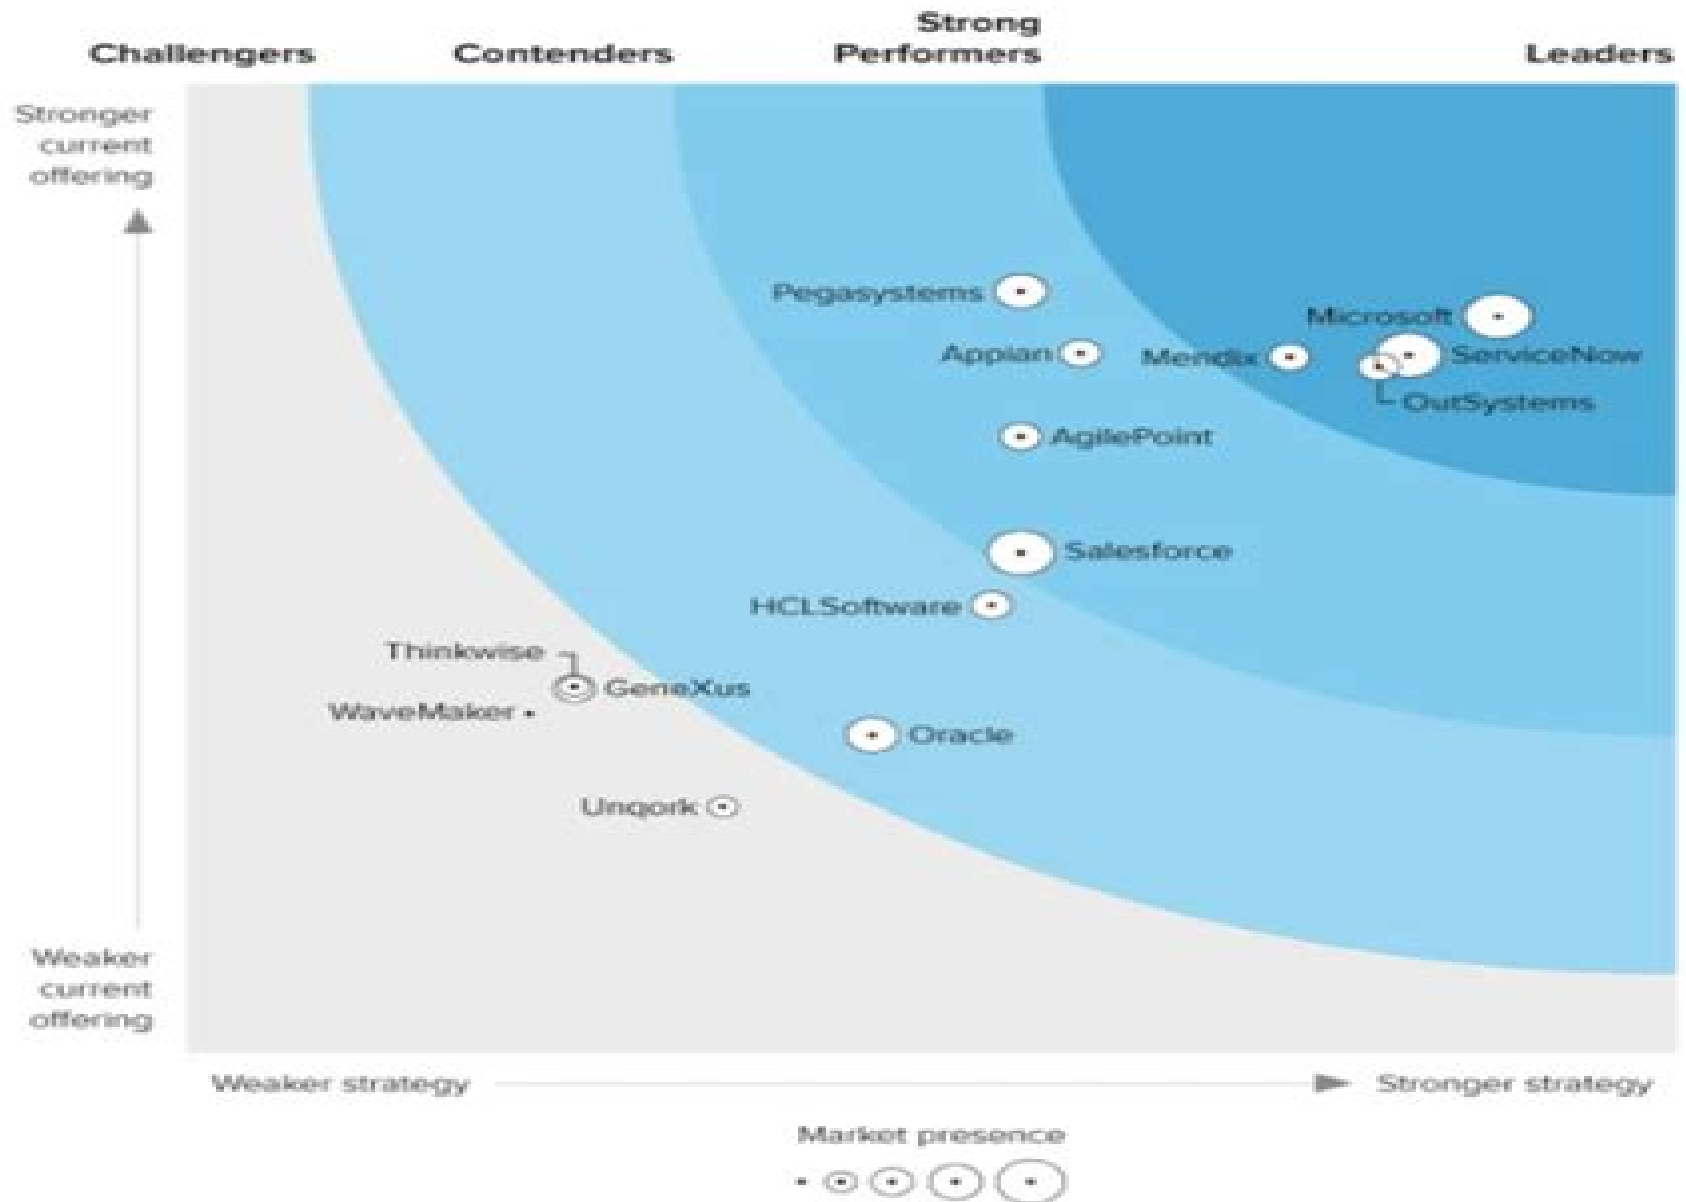 Strong
Challengers Contenders Performers Leaders
Stronger
current
offering
Pegasystems
Microsoft
Appian
Mendix
ServiceNow
OutSystems
AgilePoint
Salesforce
HCLSoftware
Thinkwise
GeneXus
WaveMaker
Oracle
Unqork
Weaker
current
offering
Weaker strategy
Stronger strategy
Market presence